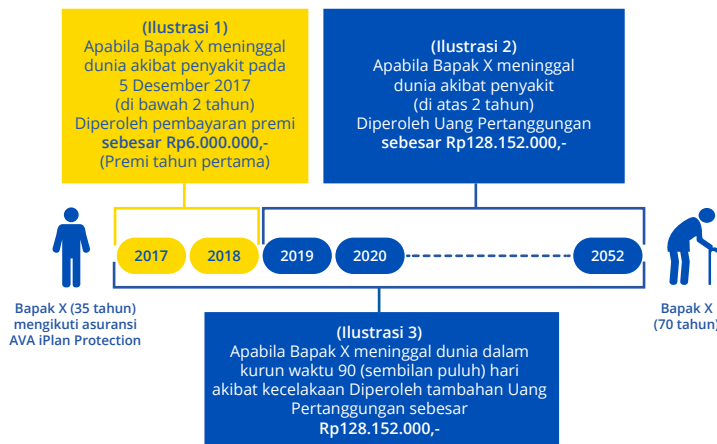 (Ilustrasi 1)
Apabila Bapak X meninggal
dunia akibat penyakit pada
5 Desember 2017
(di bawah 2 tahun)
Diperoleh pembayaran premi
sebesar Rp6.000.000,-
(Premi tahun pertama)
(Ilustrasi 2)
Apabila Bapak X meninggal
dunia akibat penyakit
(di atas 2 tahun)
Diperoleh Uang Pertanggungan
sebesar Rp128.152.000,-
2017
2018
2019
2020
2052
Bapak X (35 tahun)
mengikuti asuransi
AVA iPlan Protection
Bapak X
(70 tahun)
(Ilustrasi 3)
Apabila Bapak X meninggal dunia dalam
kurun waktu 90 (sembilan puluh) hari
akibat kecelakaan Diperoleh tambahan Uang
Pertanggungan sebesar
Rp128.152.000,-